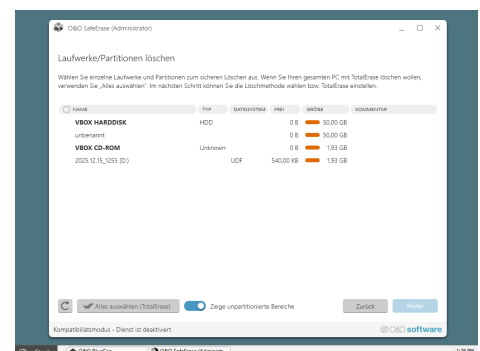 O&O SafeErase (Administrator)
Laufwerke/Partitionen löschen
Wählen Sie einzelne Laufwerke und Partitionen zum sicheren Löschen aus. Wenn Sie Ihren gesamten PC mit TotalErase löschen wollen,
verwenden Sie „Alles auswählen“. Im nächsten Schritt können Sie die Löschmethode wählen bzw. TotalErase einstellen.
NAME TYP DATEISYSTEM FREI GRÖßE KOMMENTAR
VBOX HARDDISK HDD 0 B 50,00 GB
unbenannt 0 B 50,00 GB
VBOX CD-ROM Unknown 0 B 1,93 GB
2025.12.15_1255 (D:) UDF 540,00 KB 1,93 GB
Alles auswählen (TotalErase) Zeige unpartitionierte Bereiche Zurück Weiter
Kompatibilitätsmodus - Dienst ist deaktiviert O&O software